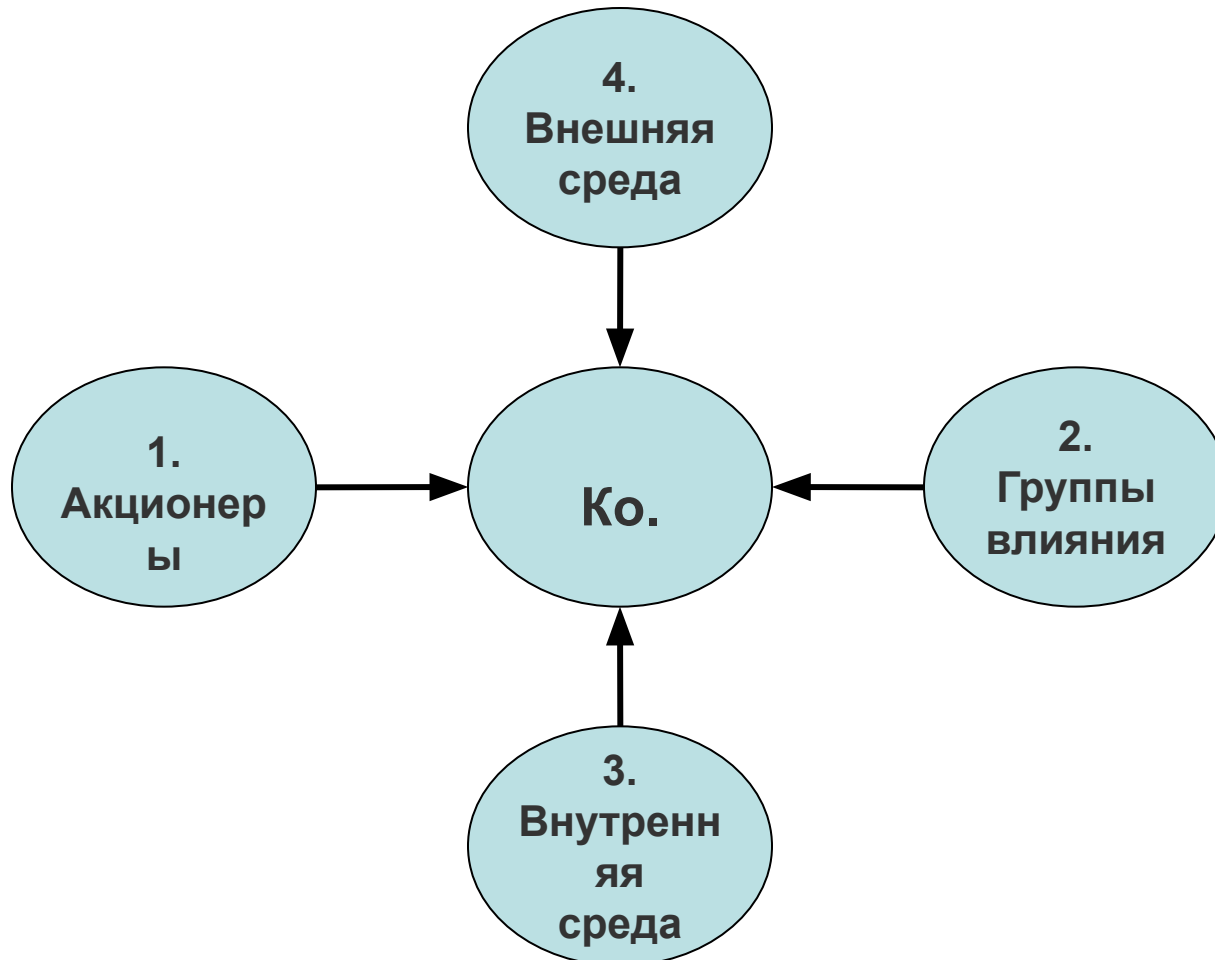 4.
Внешняя
среда
1.
Акционер
ы
Ко.
2.
Группы
влияния
3.
Внутренн
яя
среда